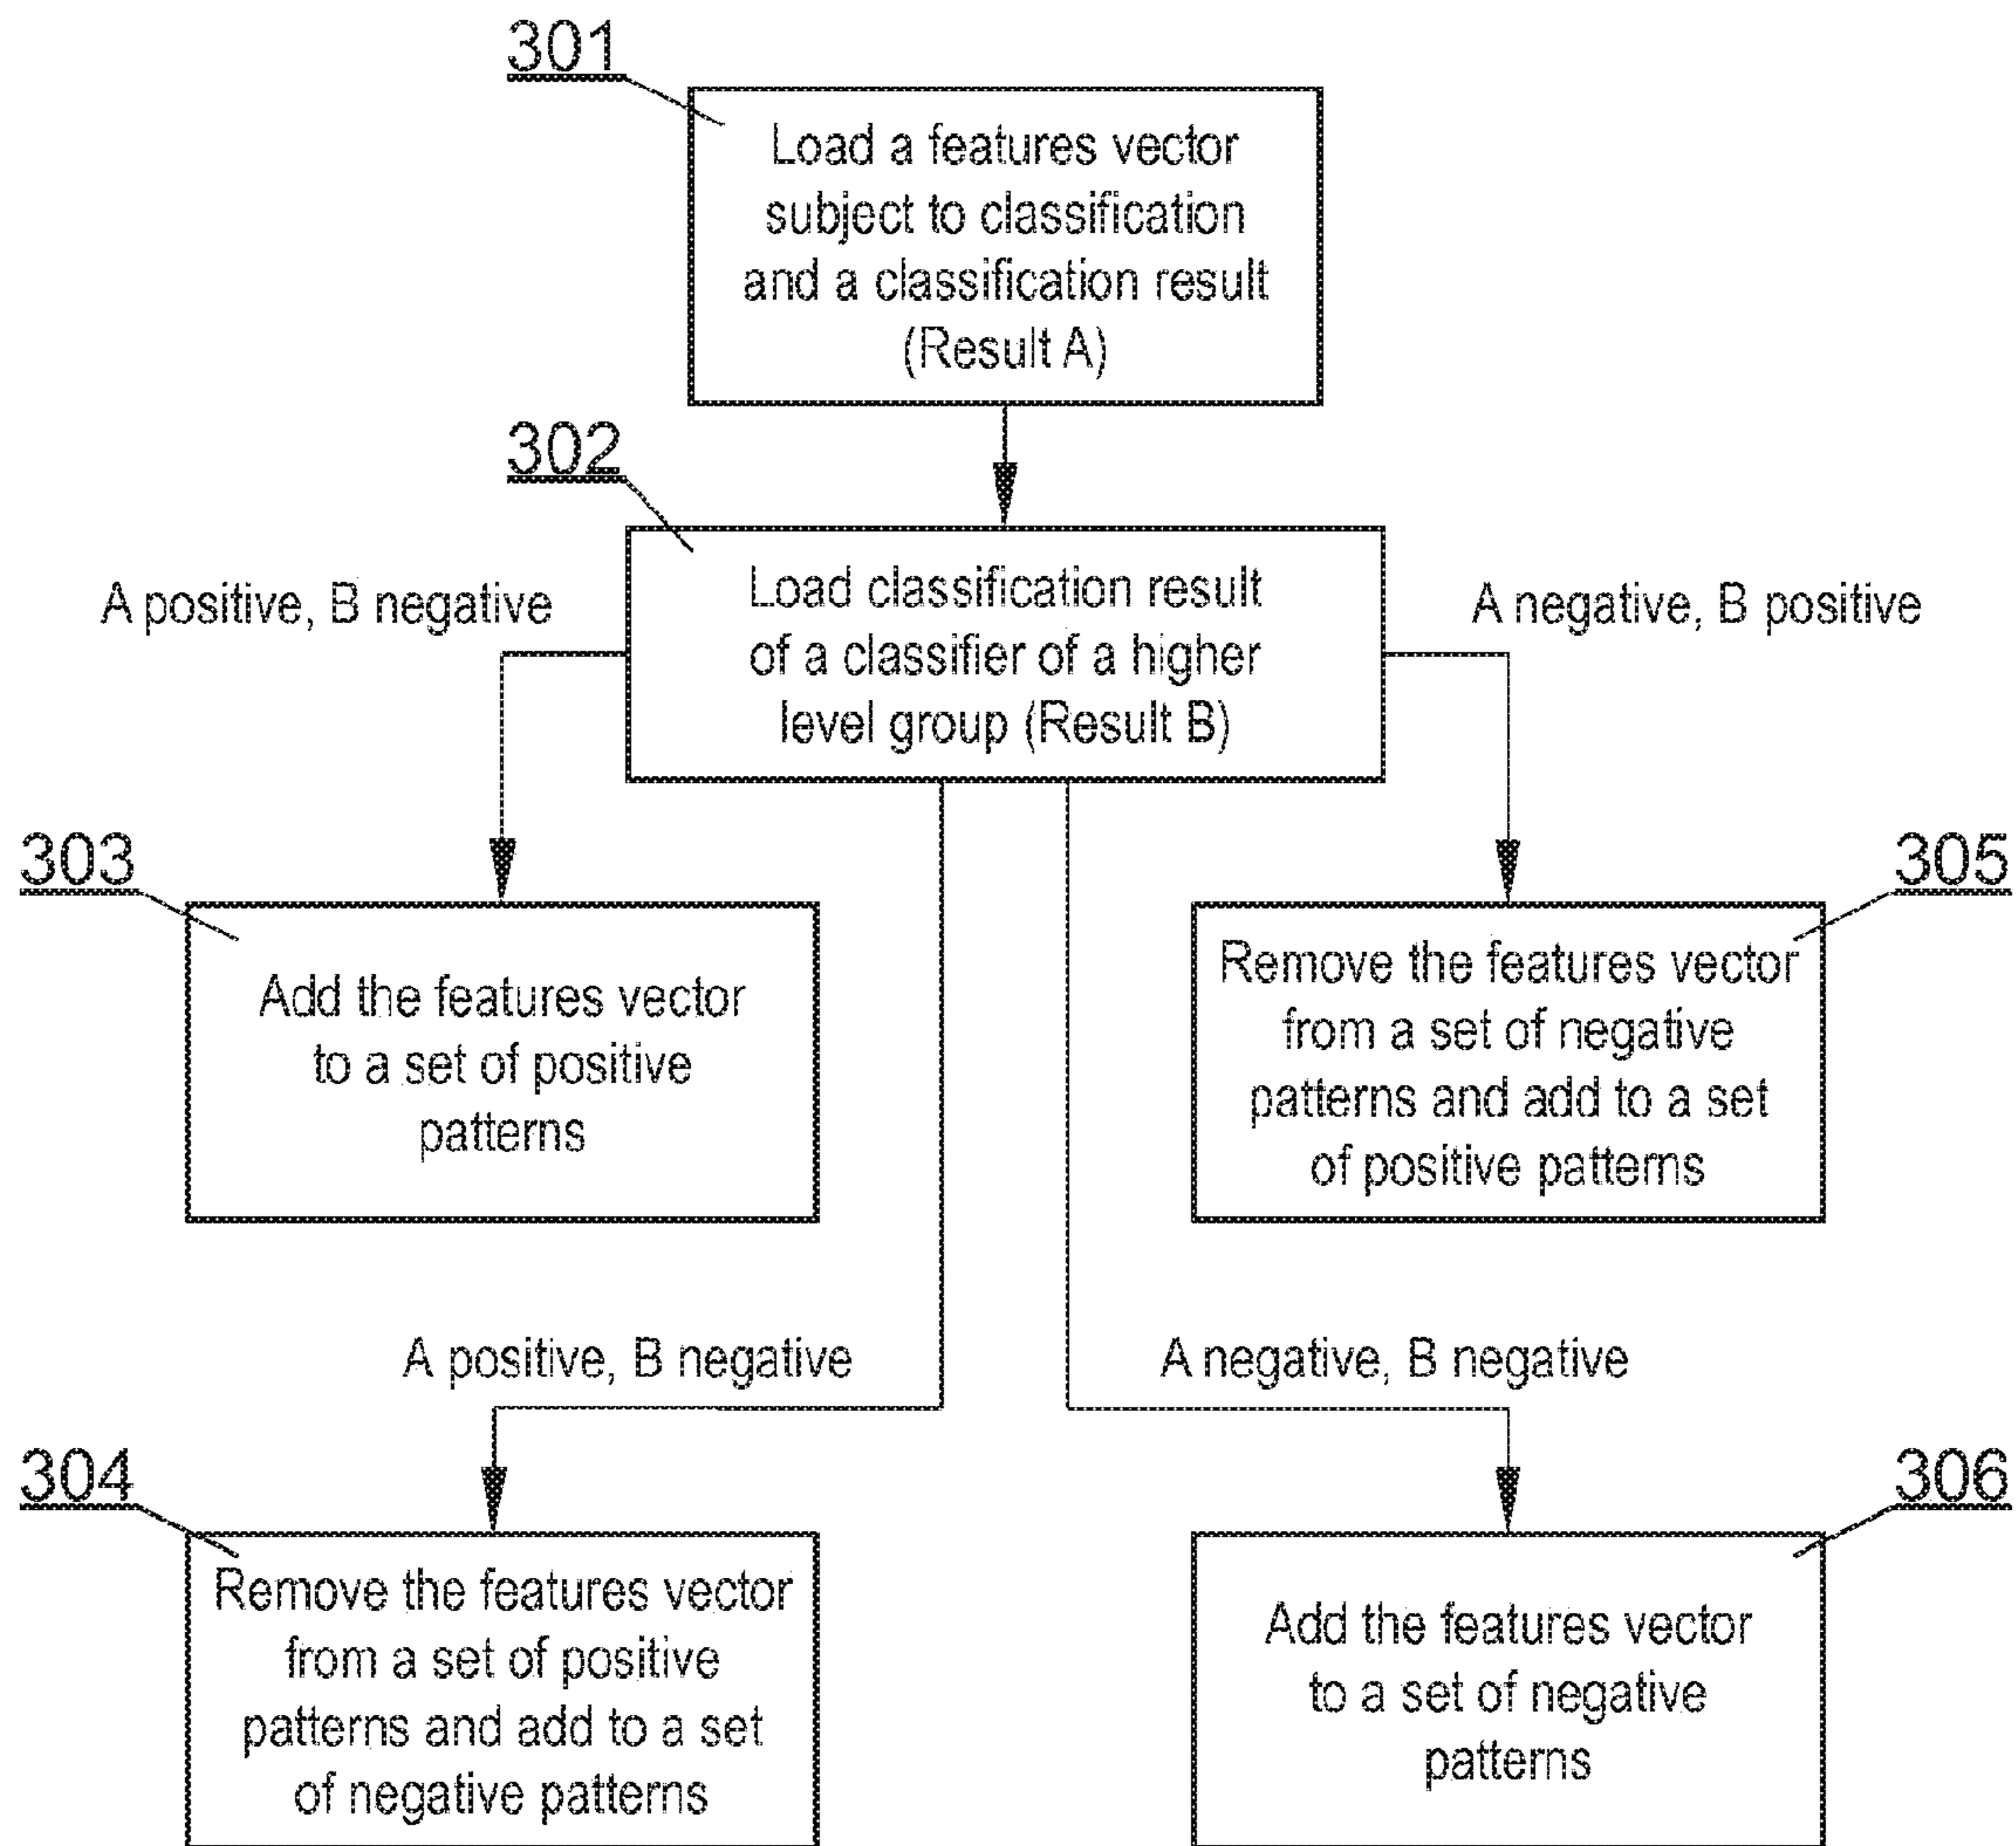 301
Load a features vector
subject to classification
and a classification result
(Result A)
302
Load classification result
of a classifier of a higher
level group (Result B)
A positive, B negative
A negative, B positive
303
Add the features vector
to a set of positive
patterns
305
Remove the features vector
from a set of negative
patterns and add to a set
of positive patterns
A positive, B negative
A negative, B negative
304
Remove the features vector
from a set of positive
patterns and add to a set
of negative patterns
306
Add the features vector
to a set of negative
patterns